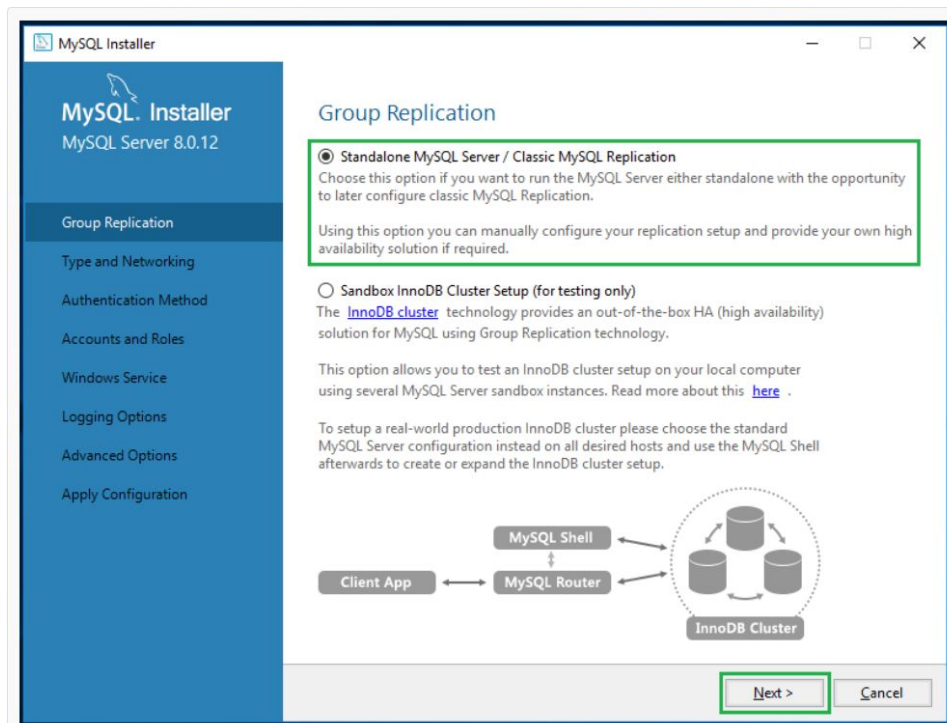 MySQL Installer
MySQL. Installer
MySQL Server 8.0.12
Group Replication
Type and Networking
Authentication Method
Accounts and Roles
Windows Service
Logging Options
Advanced Options
Apply Configuration
Group Replication
Standalone MySQL Server / Classic MySQL Replication
Choose this option if you want to run the MySQL Server either standalone with the opportunity
to later configure classic MySQL Replication.
Using this option you can manually configure your replication setup and provide your own high
availability solution if required.
Sandbox InnoDB Cluster Setup (for testing only)
The InnoDB cluster technology provides an out-of-the-box HA (high availability)
solution for MySQL using Group Replication technology.
This option allows you to test an InnoDB cluster setup on your local computer
using several MySQL Server sandbox instances. Read more about this here .
To setup a real-world production InnoDB cluster please choose the standard
MySQL Server configuration instead on all desired hosts and use the MySQL Shell
afterwards to create or expand the InnoDB cluster setup.
MySQL Shell
Client App
MySQL Router
InnoDB Cluster
Next >
Cancel